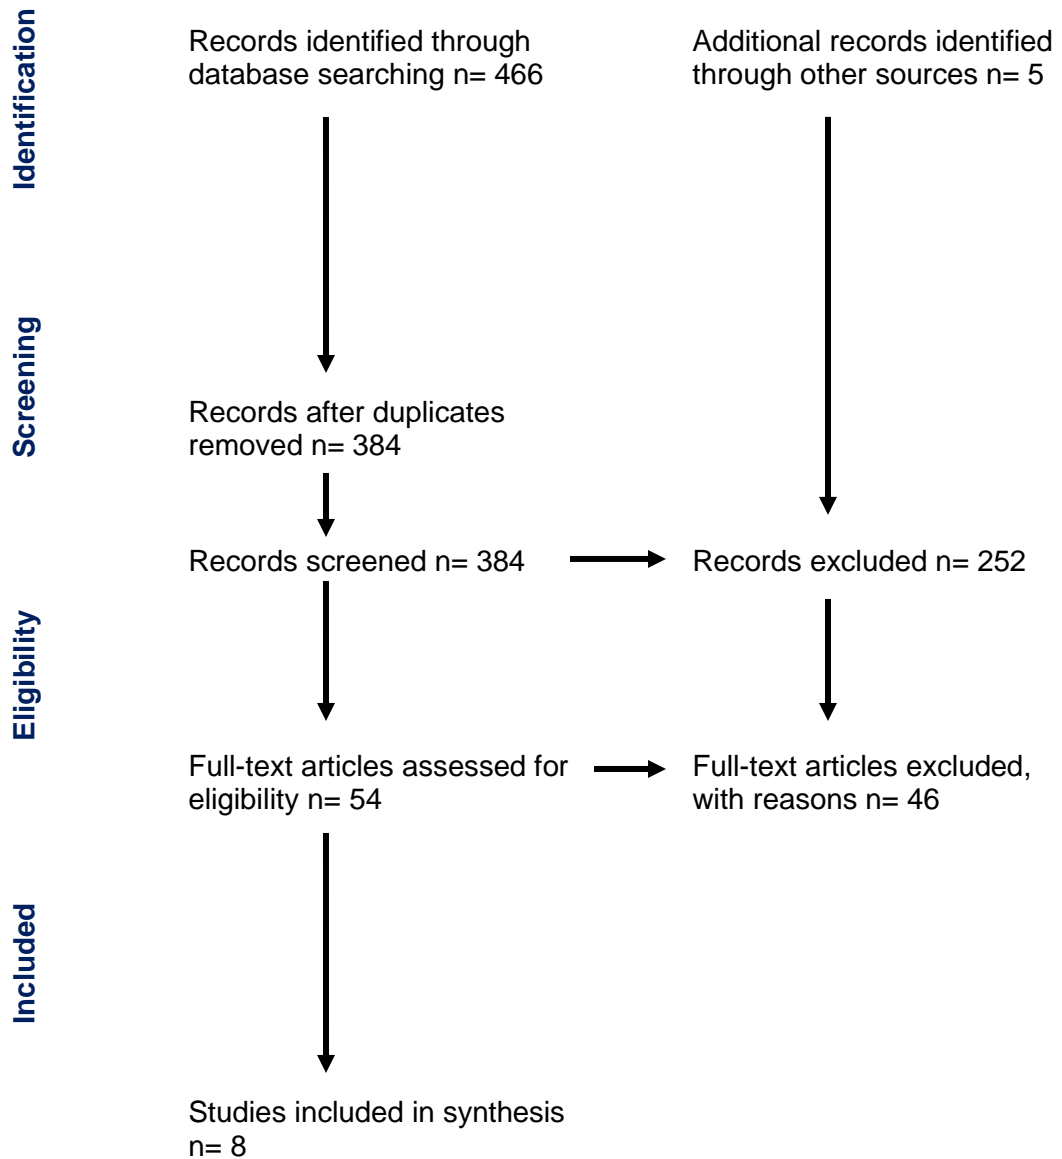 Identification
Records identified through
database searching n= 466
Additional records identified
through other sources n= 5
Screening
Records after duplicates
removed n= 384
Records screened n= 384
Records excluded n= 252
Eligibility
Full-text articles assessed for
eligibility n= 54
Full-text articles excluded,
with reasons n= 46
Included
Studies included in synthesis
n= 8